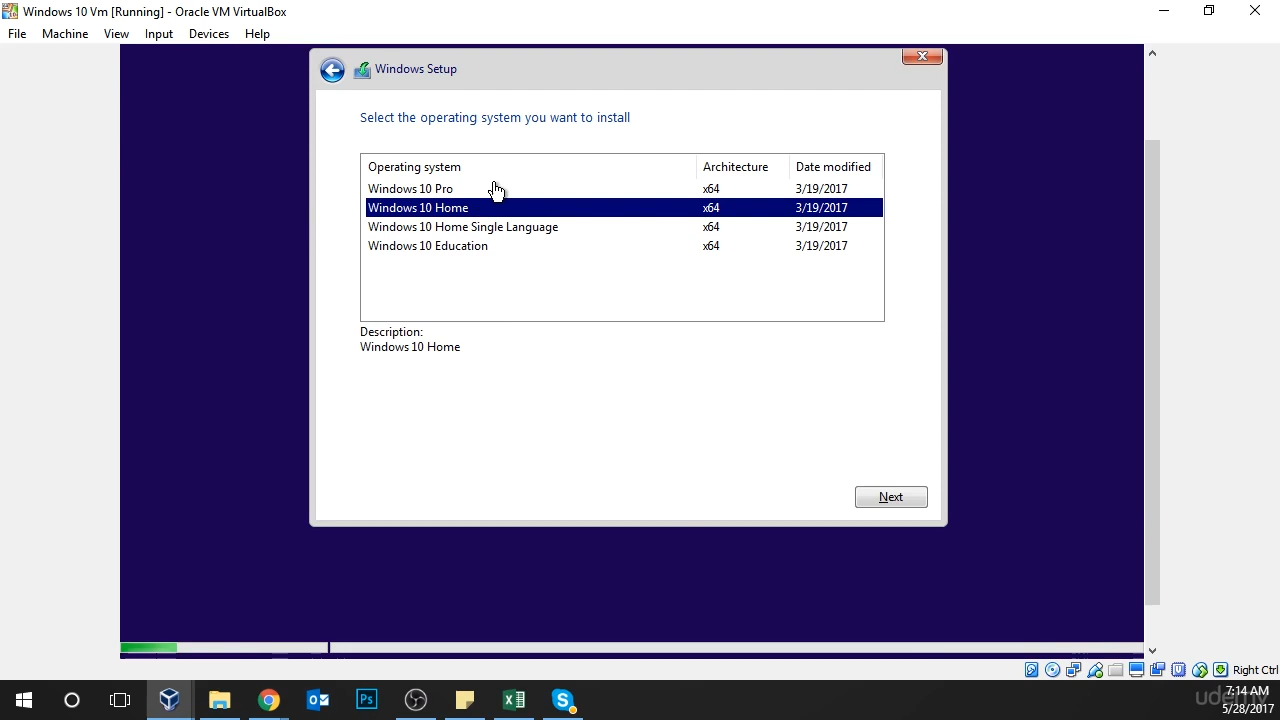 Windows 10 Vm [Running] - Oracle VM VirtualBox
File Machine View Input Devices Help
Windows Setup
Select the operating system you want to install
Operating system Architecture Date modified
Windows 10 Pro x64 3/19/2017
Windows 10 Home x64 3/19/2017
Windows 10 Home Single Language x64 3/19/2017
Windows 10 Education x64 3/19/2017
Description:
Windows 10 Home
Next
Right Ctrl
Ps
udemy
7:14 AM
5/28/2017